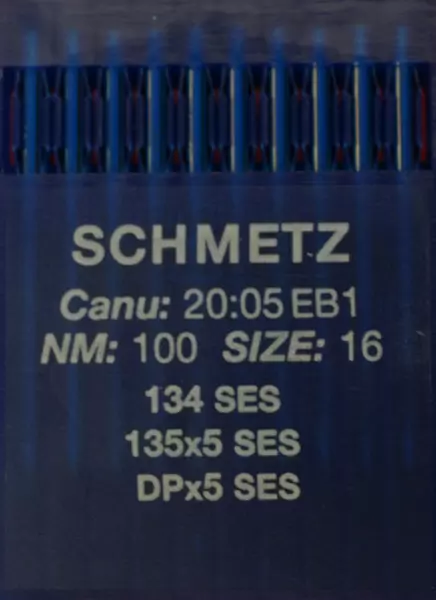 SCHMETZ
Canu: 20:05 EB1
NM: 100 SIZE: 16
134 SES
135x5 SES
DPx5 SES